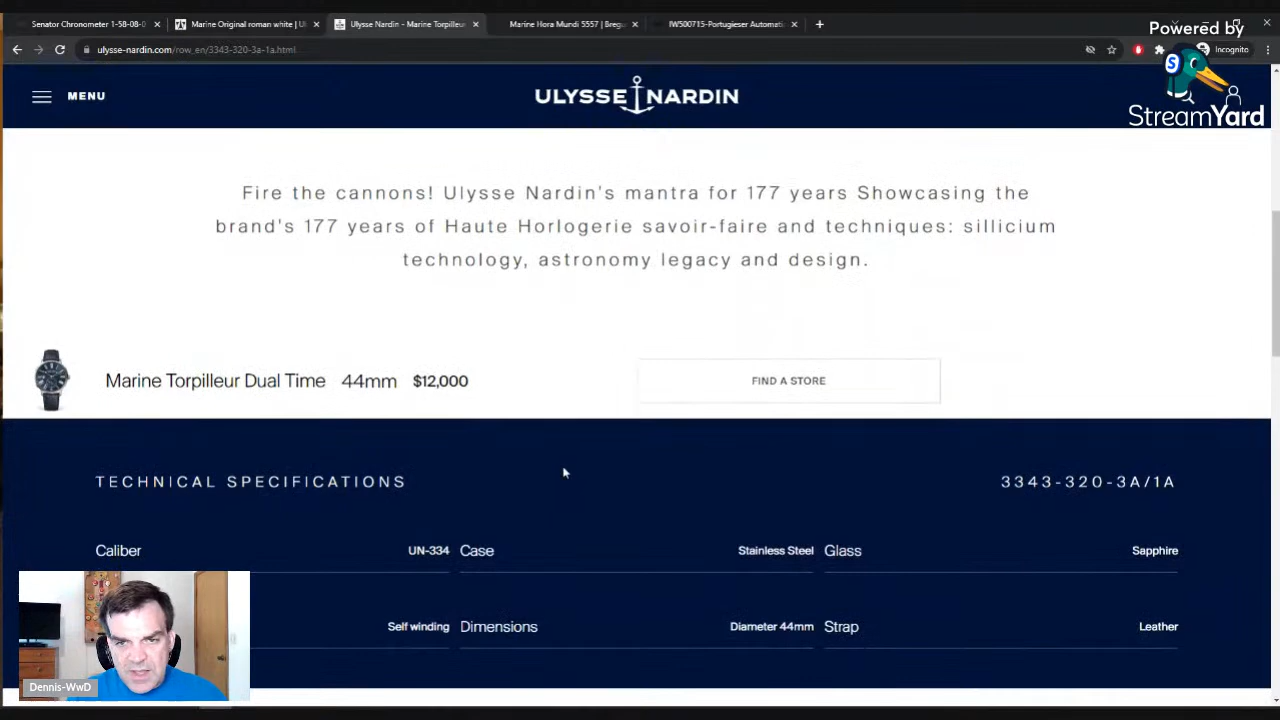 Senator Chronometer 1-58-08-0
Marine Original roman white | U
Ulysse Nardin - Marine Torpilleur
Marine Hora Mundi 5557 | Bregu
IW500715-Portugieser Automati
Powered by
ulysse-nardin.com/row_en/3343-320-3a-1a.html
Incognito
StreamYard
MENU
ULYSSE NARDIN
Fire the cannons! Ulysse Nardin's mantra for 177 years Showcasing the
brand's 177 years of Haute Horlogerie savoir-faire and techniques: sillicium
technology, astronomy legacy and design.
Marine Torpilleur Dual Time 44mm $12,000
FIND A STORE
TECHNICAL SPECIFICATIONS
3343-320-3A/1A
Caliber UN-334
Case Stainless Steel
Glass Sapphire
Self winding
Dimensions Diameter 44mm
Strap Leather
Dennis-WwD